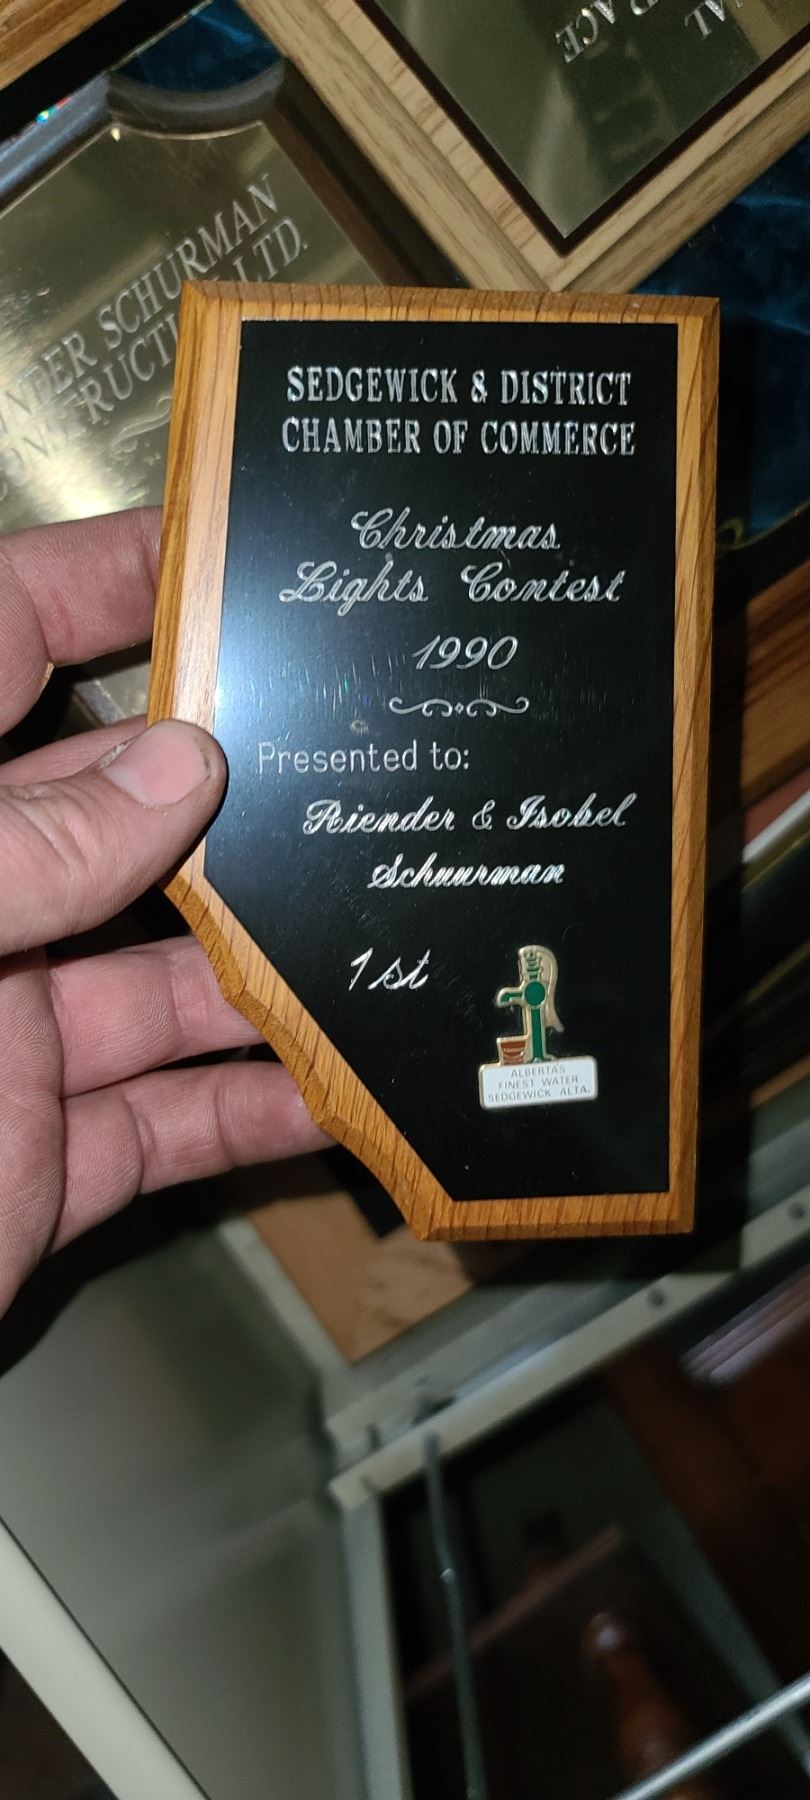 SEDGEWICK & DISTRICT
CHAMBER OF COMMERCE
Christmas
Lights Contest
1990
Presented to:
Riender & Isobel
Schuurman
1st
ALBERTA'S
FINEST WATER
SEDGEWICK ALTA.
SCHURMAN
LTD.